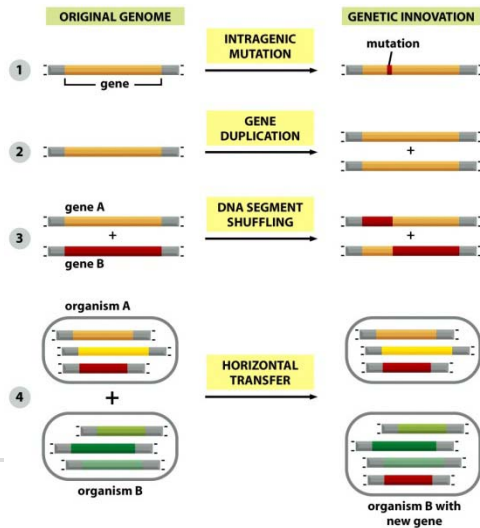 ORIGINAL GENOME
GENETIC INNOVATION
INTRAGENIC
MUTATION
mutation
1
gene
GENE
DUPLICATION
2
+
gene A
DNA SEGMENT
SHUFFLING
3
+
+
gene B
organism A
HORIZONTAL
TRANSFER
4
+
organism B
organism B with
new gene